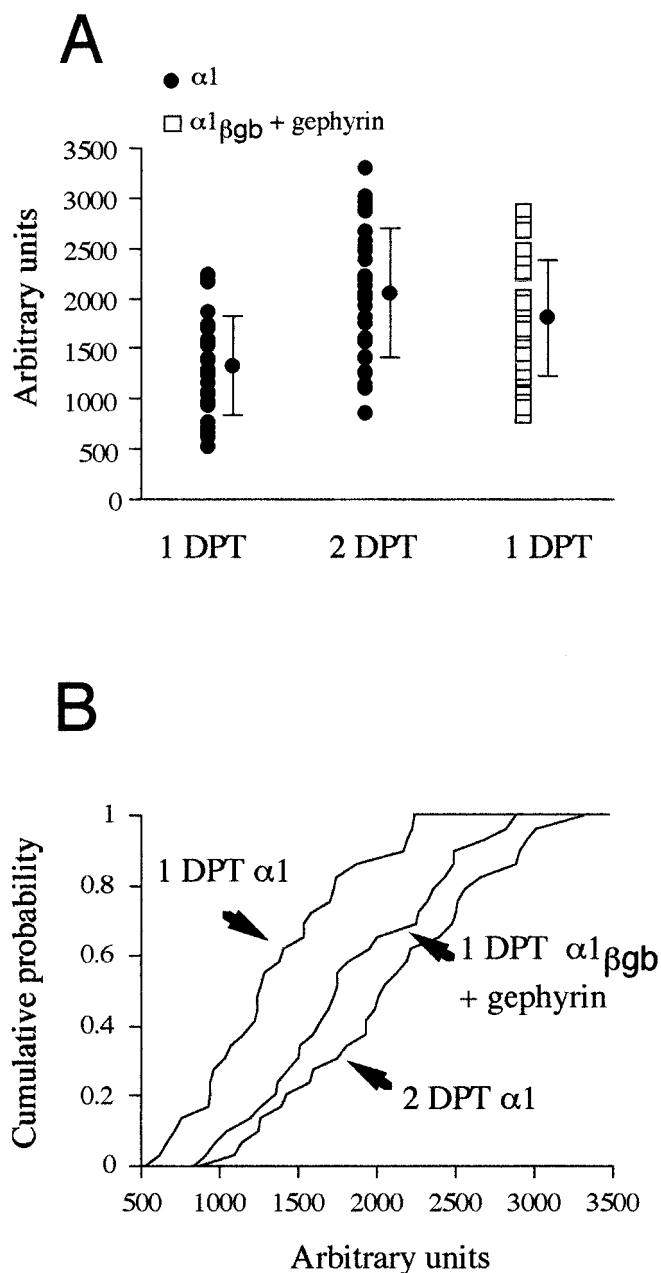 A
α1
α1βgb + gephyrin
3500
3000
2500
2000
1500
1000
500
0
Arbitrary units
1 DPT 2 DPT 1 DPT
B
1
0.8
0.6
0.4
0.2
0
Cumulative probability
1 DPT α1
1 DPT α1βgb
+ gephyrin
2 DPT α1
500 1000 1500 2000 2500 3000 3500
Arbitrary units